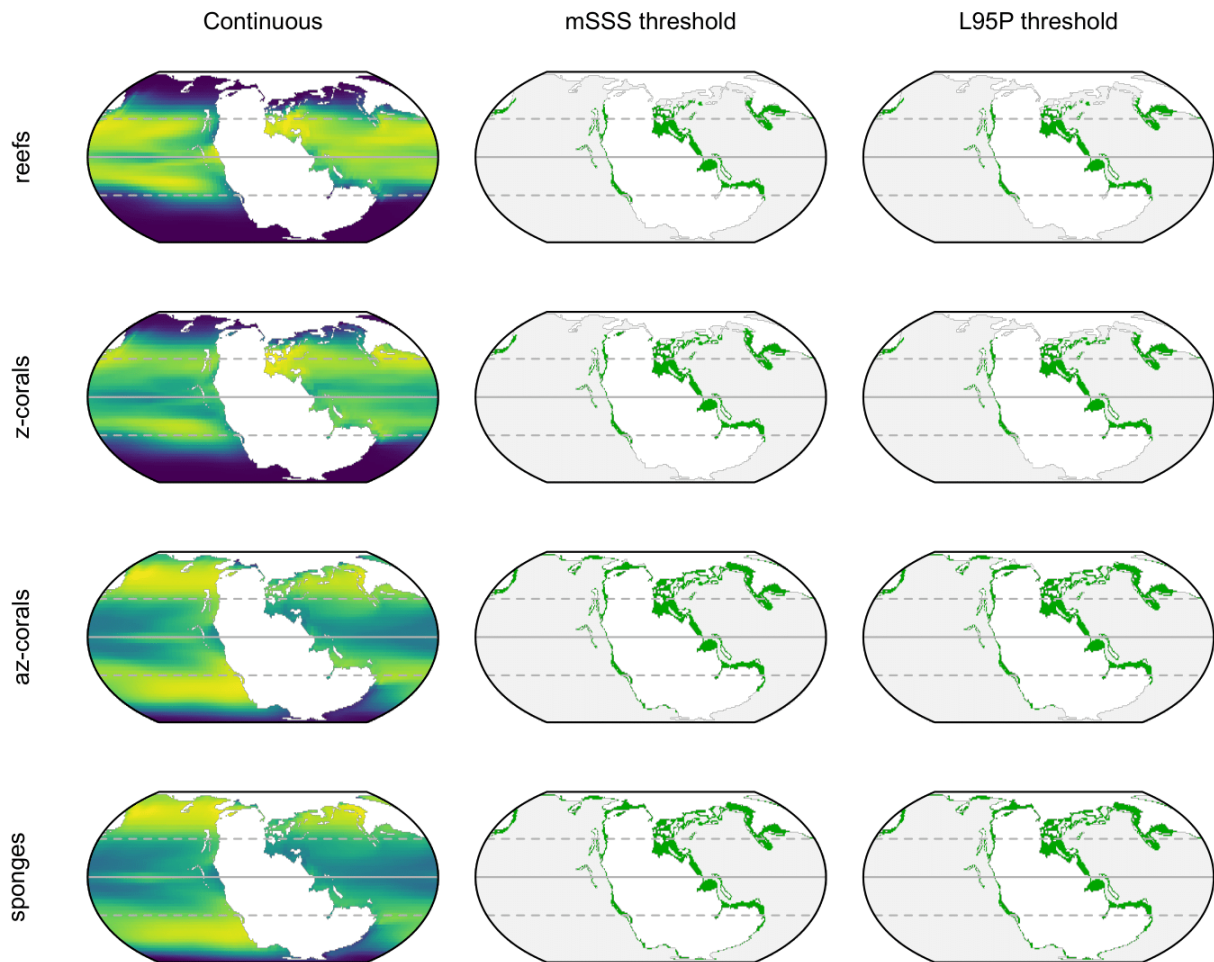 Continuous mSSS threshold L95P threshold
reefs
z-corals
az-corals
sponges